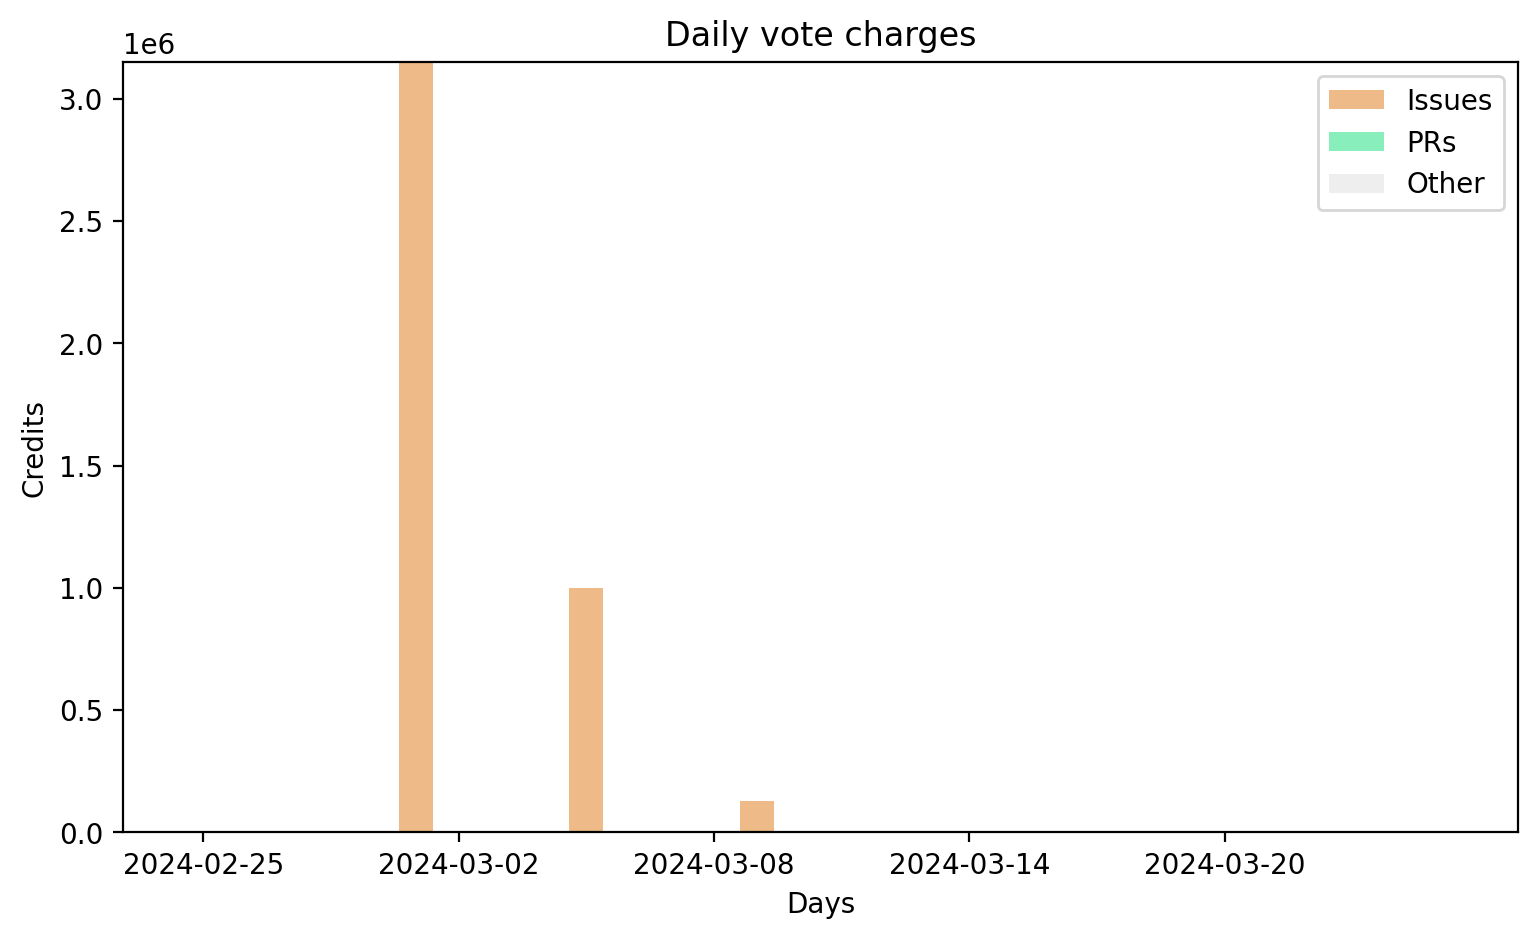 Daily vote charges
1e6
3.0
2.5
2.0
1.5
1.0
0.5
0.0
Credits
Issues
PRs
Other
2024-02-25 2024-03-02 2024-03-08 2024-03-14 2024-03-20
Days